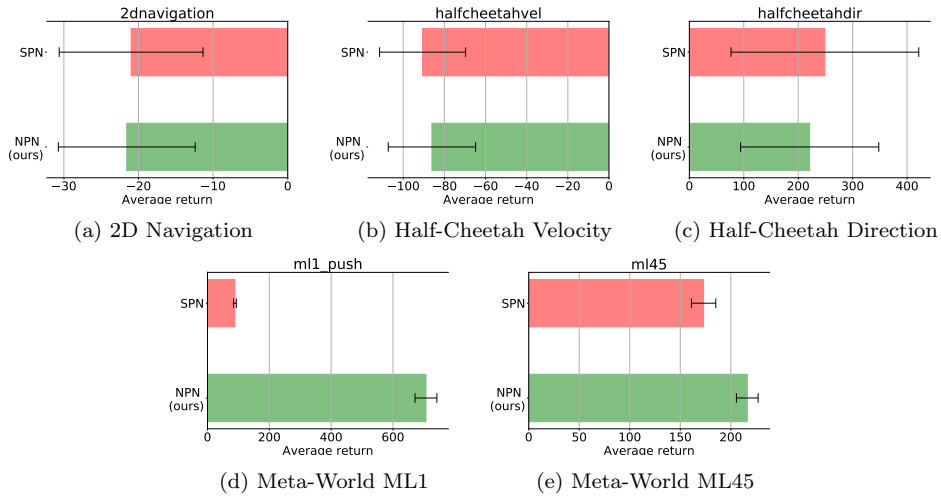 2dnavigation
SPN
NPN
(ours)
−30 −20 −10 0
Average return
(a) 2D Navigation
halfcheetahvel
SPN
NPN
(ours)
−100 −80 −60 −40 −20 0
Average return
(b) Half-Cheetah Velocity
halfcheetahdir
SPN
NPN
(ours)
0 100 200 300 400
Average return
(c) Half-Cheetah Direction
ml1_push
SPN
NPN
(ours)
0 200 400 600
Average return
(d) Meta-World ML1
ml45
SPN
NPN
(ours)
0 50 100 150 200
Average return
(e) Meta-World ML45